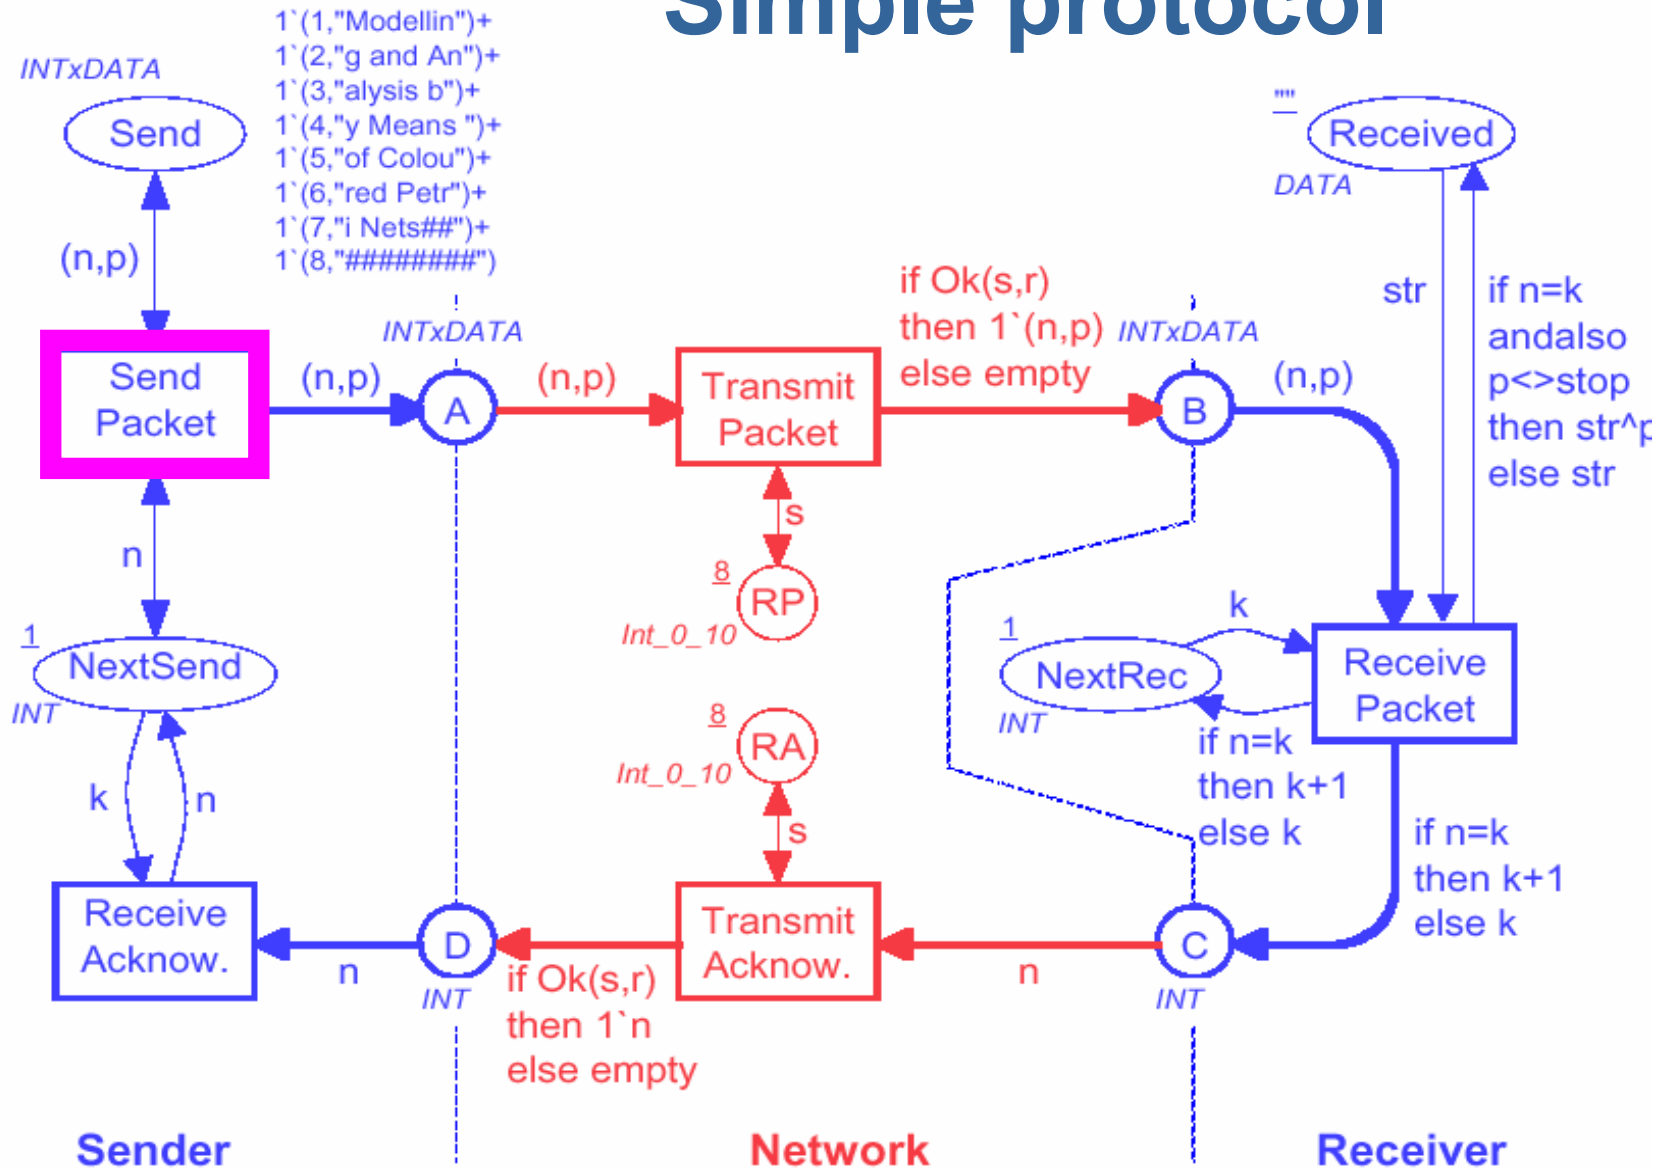 Simple protocol
1`(1,"Modellin")+
1`(2,"g and An")+
1`(3,"alysis b")+
1`(4,"y Means ")+
1`(5,"of Colou")+
1`(6,"red Petr")+
1`(7,"i Nets##")+
1`(8,"########")
INTxDATA
Send
(n,p)
Send
Packet
(n,p)
INTxDATA
A
(n,p)
Transmit
Packet
if Ok(s,r)
then 1`(n,p)
else empty
INTxDATA
B
(n,p)
""
Received
DATA
str
if n=k
andalso
p<>stop
then str^p
else str
n
1
NextSend
INT
s
8
RP
Int_0_10
8
RA
Int_0_10
s
k
1
NextRec
INT
Receive
Packet
if n=k
then k+1
else k
if n=k
then k+1
else k
k
n
Receive
Acknow.
n
D
INT
if Ok(s,r)
then 1`n
else empty
Transmit
Acknow.
n
C
INT
Sender
Network
Receiver